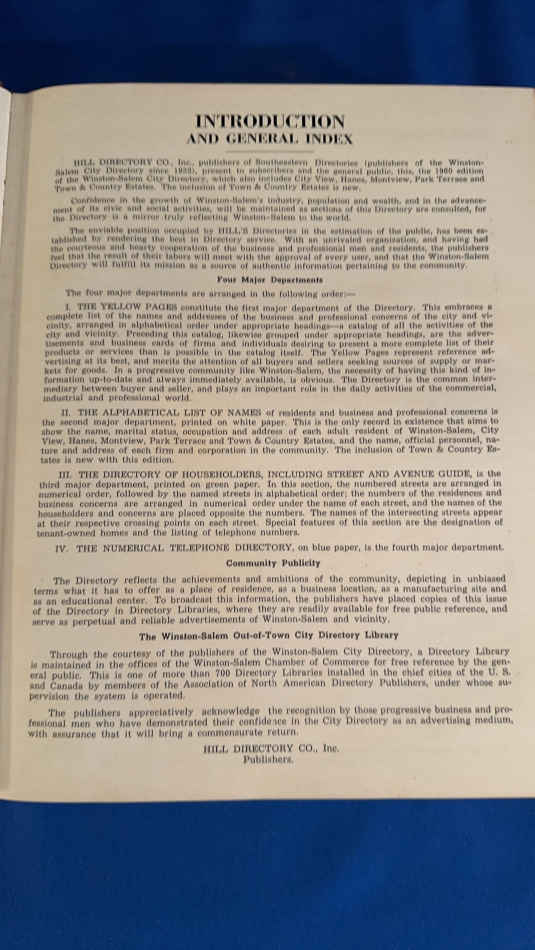 INTRODUCTION
AND GENERAL INDEX
HILL DIRECTORY CO., Inc., publishers of Southeastern Directories (publishers of the Winston-
Salem City Directory since 1932), present to subscribers and the general public, this, the 1960 edition
of the Winston-Salem City Directory, which also includes City View, Hanes, Montview, Park Terrace and
Town & Country Estates. The inclusion of Town & Country Estates is new.
Confidence in the growth of Winston-Salem's industry, population and wealth, and in the advance-
ment of its civic and social activities, will be maintained as sections of this Directory are consulted, for
the Directory is a mirror truly reflecting Winston-Salem to the world.
The enviable position occupied by HILL'S Directories in the estimation of the public, has been es-
tablished by rendering the best in Directory service. With an unrivaled organization, and having had
the courteous and hearty cooperation of the business and professional men and residents, the publishers
feel that the result of their labors will meet with the approval of every user, and that the Winston-Salem
Directory will fulfill its mission as a source of authentic information pertaining to the community.
Four Major Departments
The four major departments are arranged in the following order:—
I. THE YELLOW PAGES constitute the first major department of the Directory. This embraces a
complete list of the names and addresses of the business and professional concerns of the city and vi-
cinity, arranged in alphabetical order under appropriate headings—a catalog of all the activities of the
city and vicinity. Preceding this catalog, likewise grouped under appropriate headings, are the adver-
tisements and business cards of firms and individuals desiring to present a more complete list of their
products or services than is possible in the catalog itself. The Yellow Pages represent reference ad-
vertising at its best, and merits the attention of all buyers and sellers seeking sources of supply or mar-
kets for goods. In a progressive community like Winston-Salem, the necessity of having this kind of in-
formation up-to-date and always immediately available, is obvious. The Directory is the common inter-
mediary between buyer and seller, and plays an important role in the daily activities of the commercial,
industrial and professional world.
II. THE ALPHABETICAL LIST OF NAMES of residents and business and professional concerns is
the second major department, printed on white paper. This is the only record in existence that aims to
show the name, marital status, occupation and address of each adult resident of Winston-Salem, City
View, Hanes, Montview, Park Terrace and Town & Country Estates, and the name, official personnel, na-
ture and address of each firm and corporation in the community. The inclusion of Town & Country Es-
tates is new with this edition.
III. THE DIRECTORY OF HOUSEHOLDERS, INCLUDING STREET AND AVENUE GUIDE, is the
third major department, printed on green paper. In this section, the numbered streets are arranged in
numerical order, followed by the named streets in alphabetical order; the numbers of the residences and
business concerns are arranged in numerical order under the name of each street, and the names of the
householders and concerns are placed opposite the numbers. The names of the intersecting streets appear
at their respective crossing points on each street. Special features of this section are the designation of
tenant-owned homes and the listing of telephone numbers.
IV. THE NUMERICAL TELEPHONE DIRECTORY, on blue paper, is the fourth major department.
Community Publicity
The Directory reflects the achievements and ambitions of the community, depicting in unbiased
terms what it has to offer as a place of residence, as a business location, as a manufacturing site and
as an educational center. To broadcast this information, the publishers have placed copies of this issue
of the Directory in Directory Libraries, where they are readily available for free public reference, and
serve as perpetual and reliable advertisements of Winston-Salem and vicinity.
The Winston-Salem Out-of-Town City Directory Library
Through the courtesy of the publishers of the Winston-Salem City Directory, a Directory Library
is maintained in the offices of the Winston-Salem Chamber of Commerce for free reference by the gen-
eral public. This is one of more than 700 Directory Libraries installed in the chief cities of the U. S.
and Canada by members of the Association of North American Directory Publishers, under whose su-
pervision the system is operated.
The publishers appreciatively acknowledge the recognition by those progressive business and pro-
fessional men who have demonstrated their confidence in the City Directory as an advertising medium,
with assurance that it will bring a commensurate return.
HILL DIRECTORY CO., Inc.
Publishers.